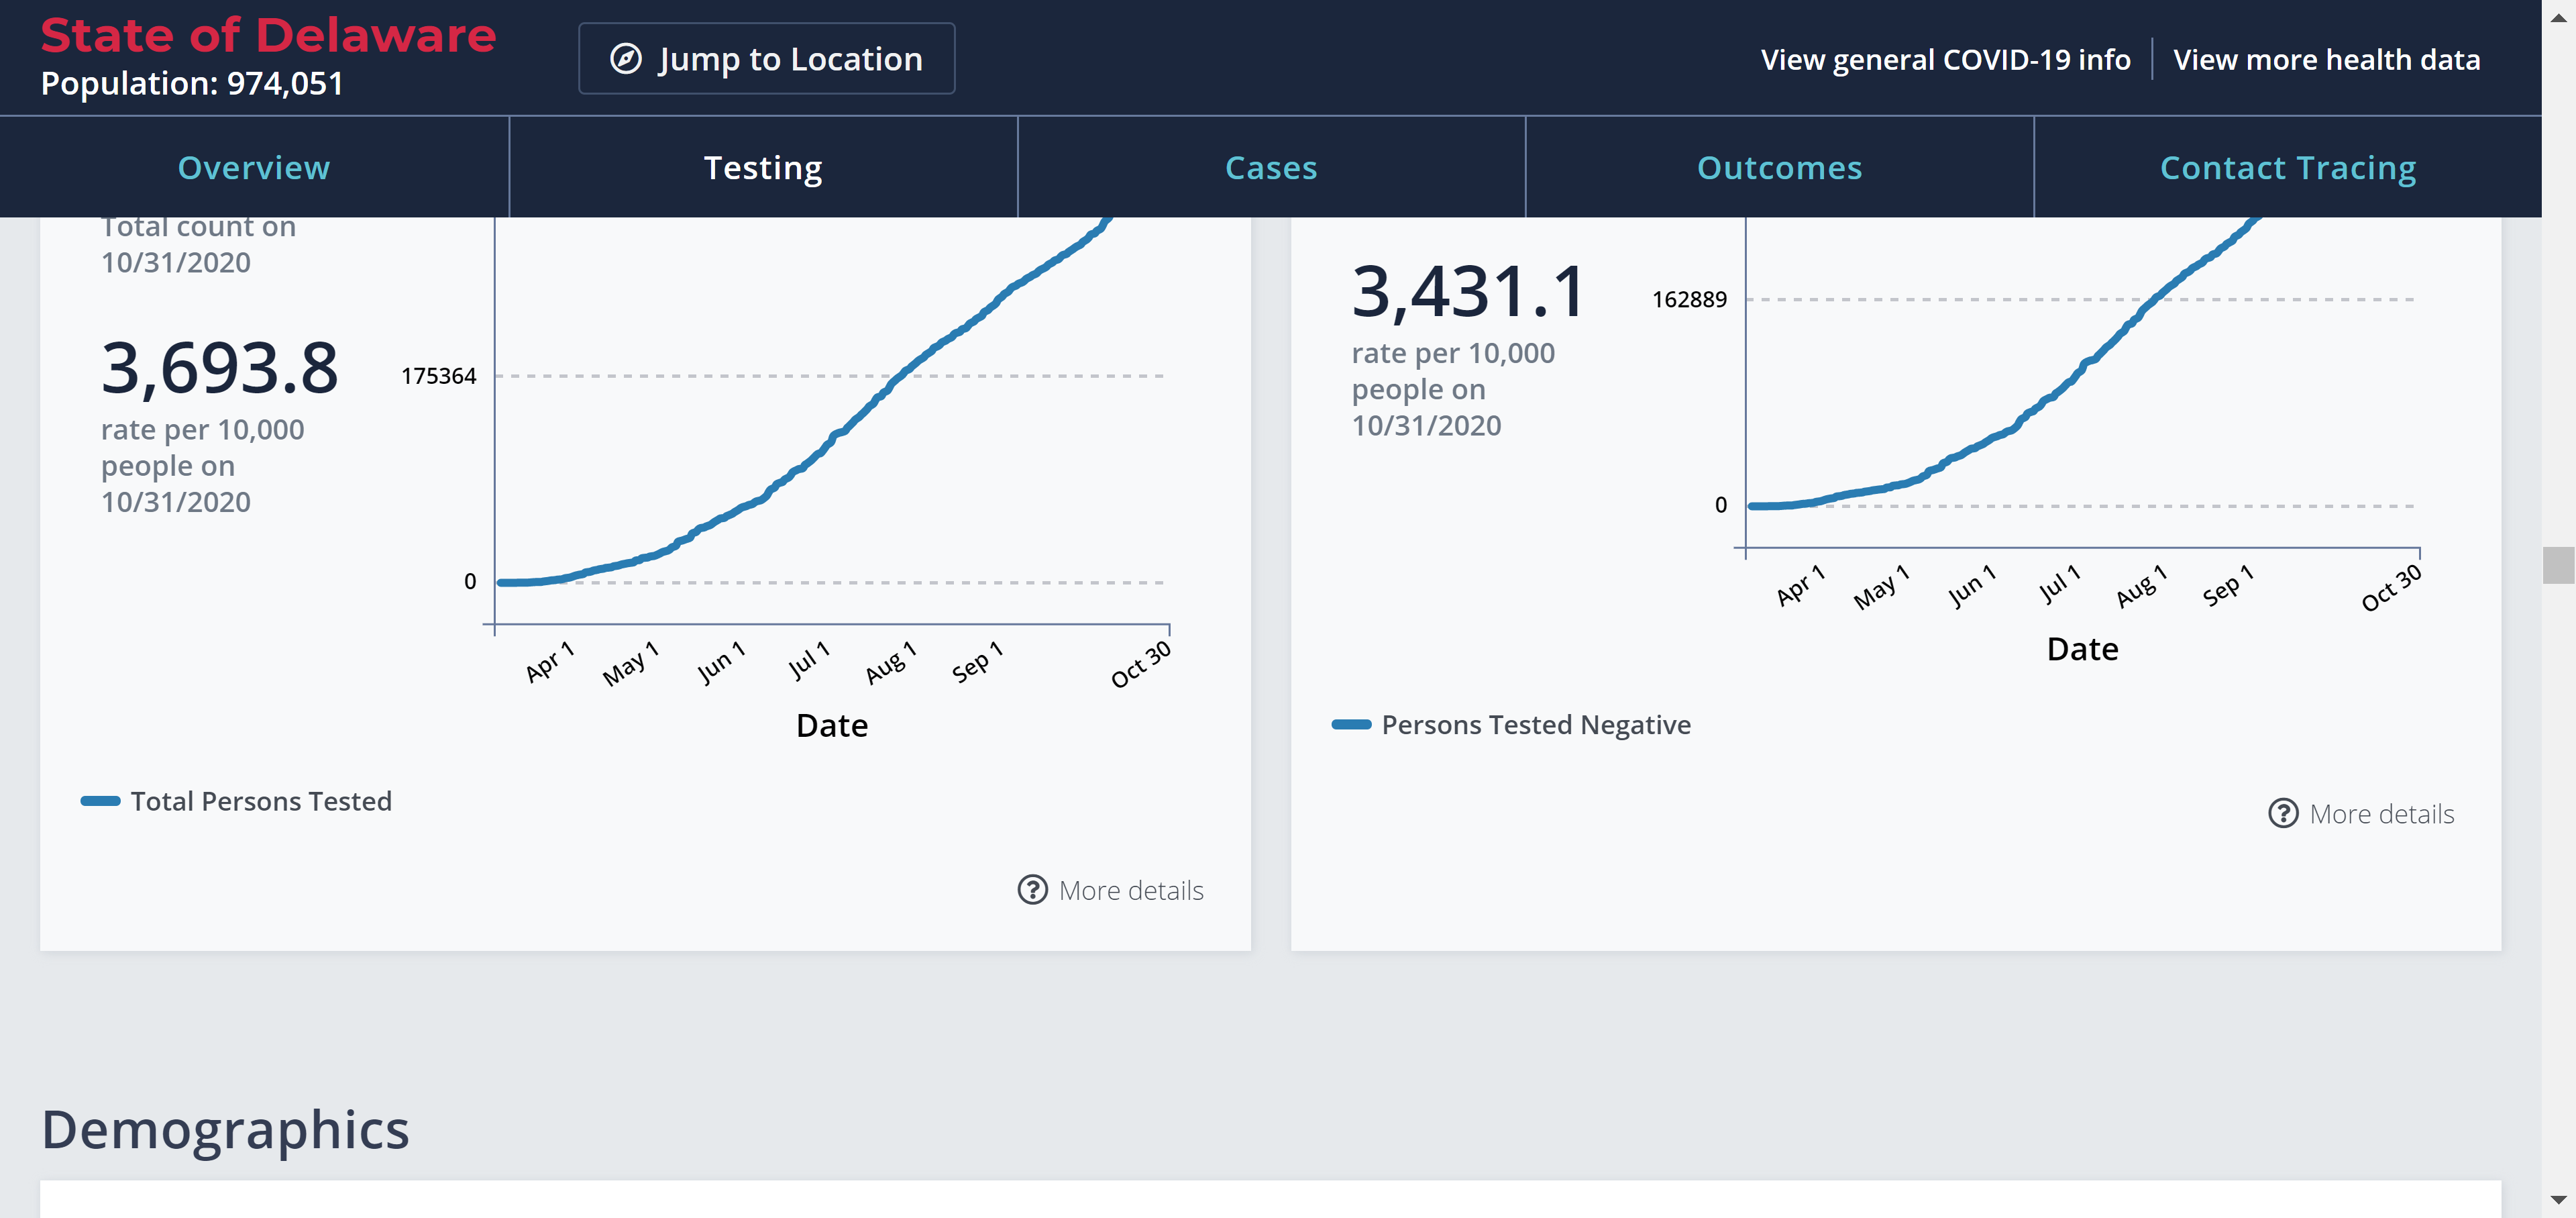 State of Delaware
Population: 974,051
Jump to Location
View general COVID-19 info
View more health data
Overview
Testing
Cases
Outcomes
Contact Tracing
Total count on
10/31/2020
3,693.8
rate per 10,000
people on
10/31/2020
175364
0
Apr 1
May 1
Jun 1
Jul 1
Aug 1
Sep 1
Oct 30
Date
Total Persons Tested
More details
3,431.1
rate per 10,000
people on
10/31/2020
162889
0
Apr 1
May 1
Jun 1
Jul 1
Aug 1
Sep 1
Oct 30
Date
Persons Tested Negative
More details
Demographics